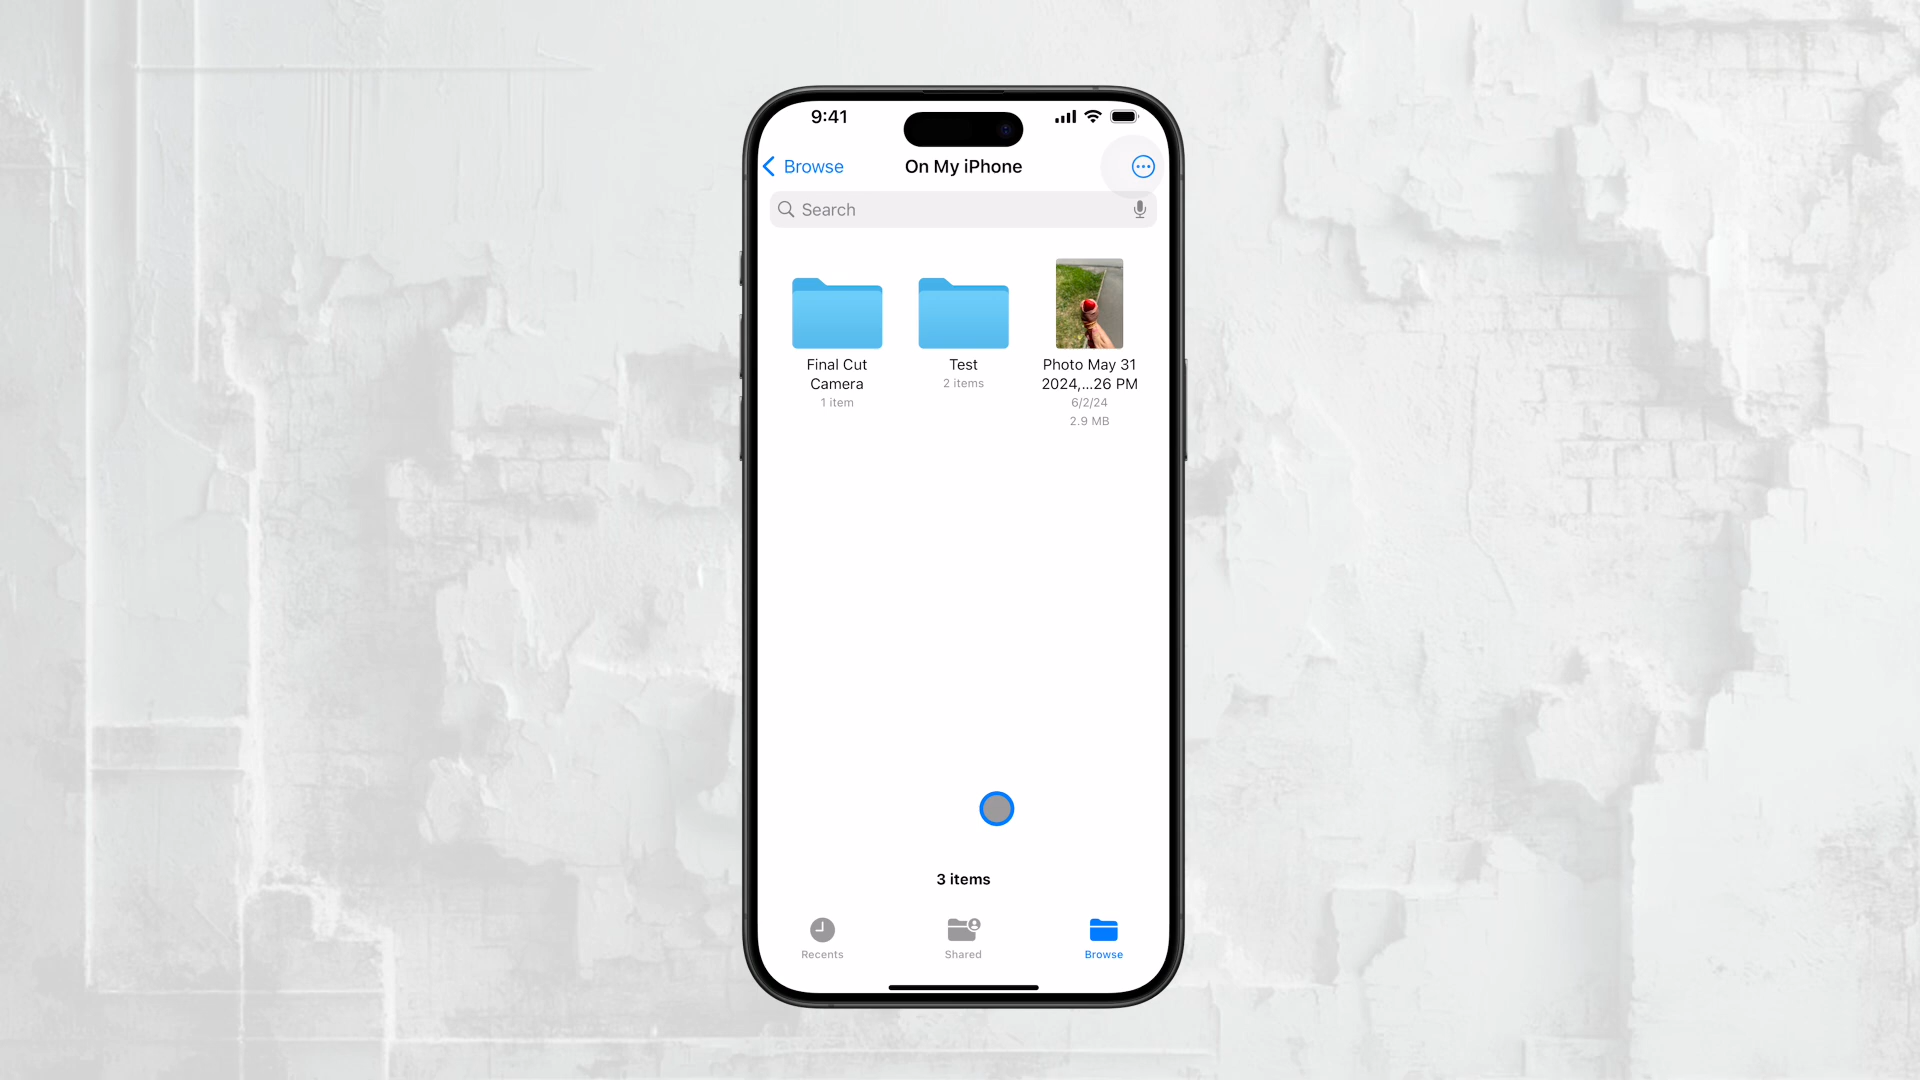 9:41
Browse
On My iPhone
Search
Final Cut
Camera
1 item
Test
2 items
Photo May 31
2024,...26 PM
6/2/24
2.9 MB
3 items
Recents
Shared
Browse